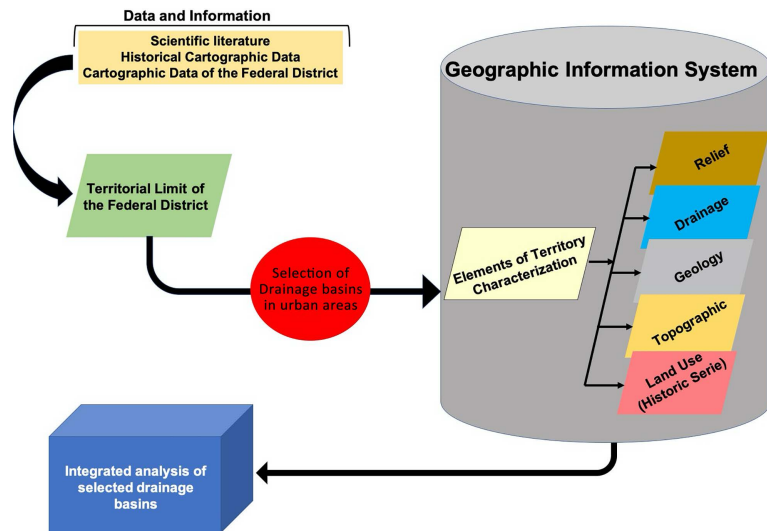 Data and Information
Scientific literature
Historical Cartographic Data
Cartographic Data of the Federal District
Geographic Information System
Territorial Limit of
the Federal District
Selection of
Drainage basins
in urban areas
Elements of Territory
Characterization
Relief
Drainage
Geology
Topographic
Land Use
(Historic Serie)
Integrated analysis of
selected drainage
basins